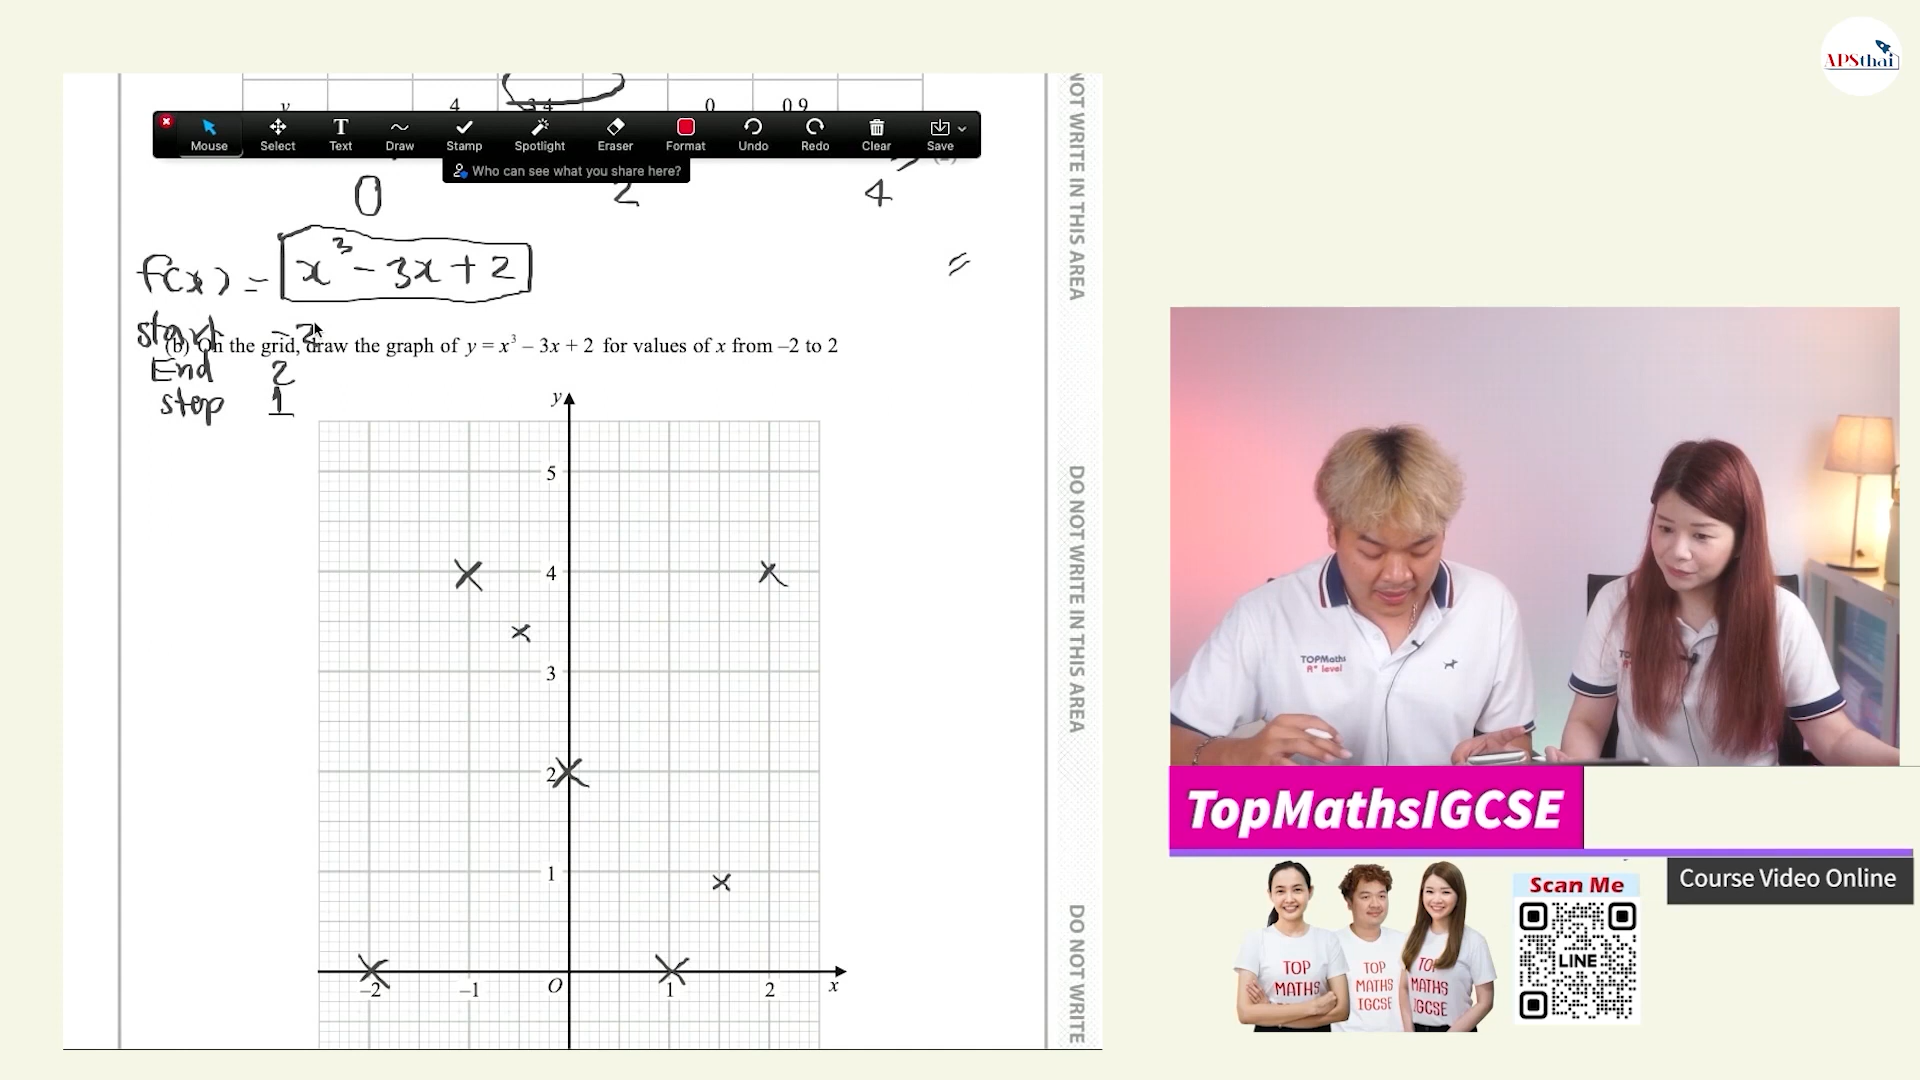 APSthai
y 4 3.4 0 0.9
Mouse Select Text Draw Stamp Spotlight Eraser Format Undo Redo Clear Save
Who can see what you share here?
0 2 4
f(x) = x³ - 3x + 2
start -2
(b) On the grid, draw the graph of y = x³ – 3x + 2 for values of x from –2 to 2
End 2
step 1
y
5
4
3
2
1
–2 –1 O 1 2 x
NOT WRITE IN THIS AREA
DO NOT WRITE IN THIS AREA
DO NOT WRITE
TOPMaths
A* level
TopMathsIGCSE
Course Video Online
Scan Me
LINE
TOP
MATHS
TOP
MATHS
IGCSE
MATHS
IGCSE